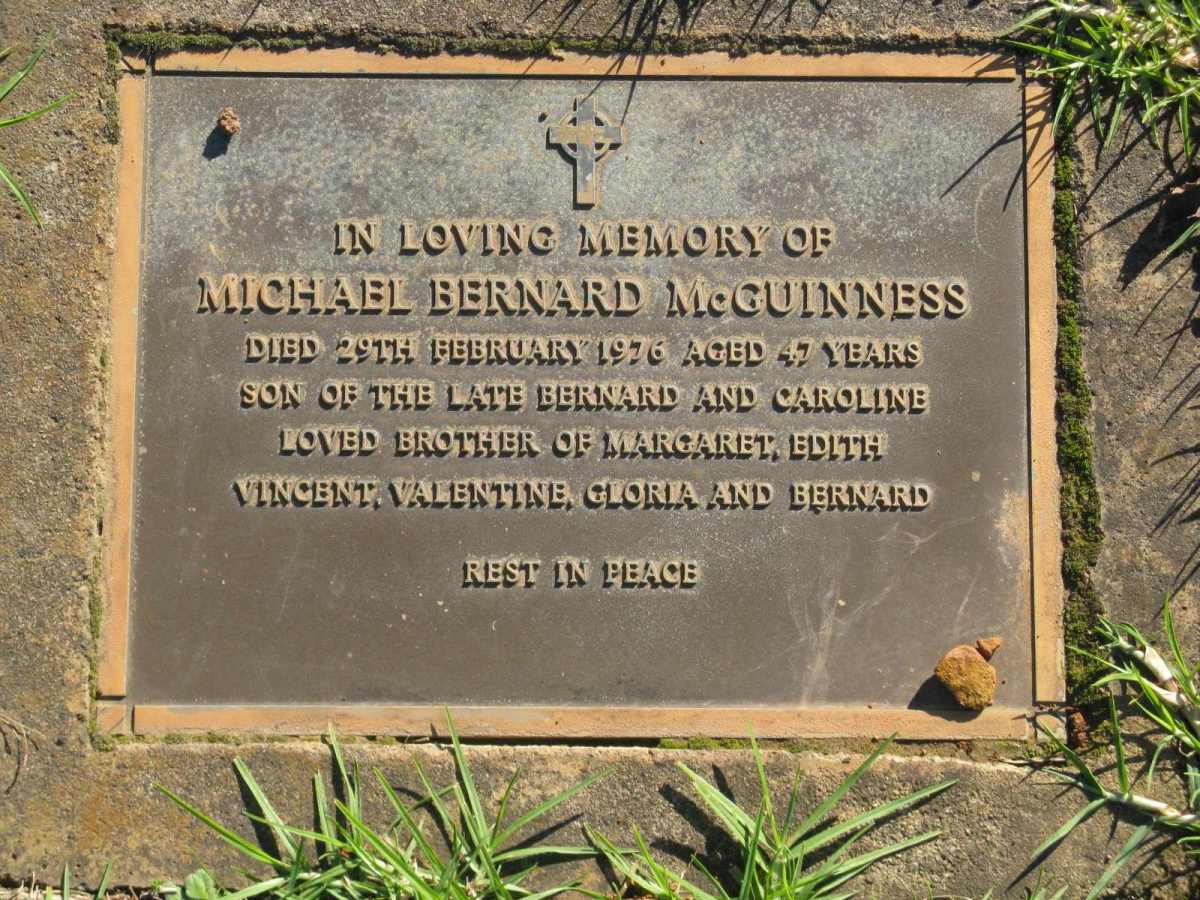 IN LOVING MEMORY OF
MICHAEL BERNARD McGUINNESS
DIED 29TH FEBRUARY 1976 AGED 47 YEARS
SON OF THE LATE BERNARD AND CAROLINE
LOVED BROTHER OF MARGARET, EDITH
VINCENT, VALENTINE, GLORIA AND BERNARD
REST IN PEACE